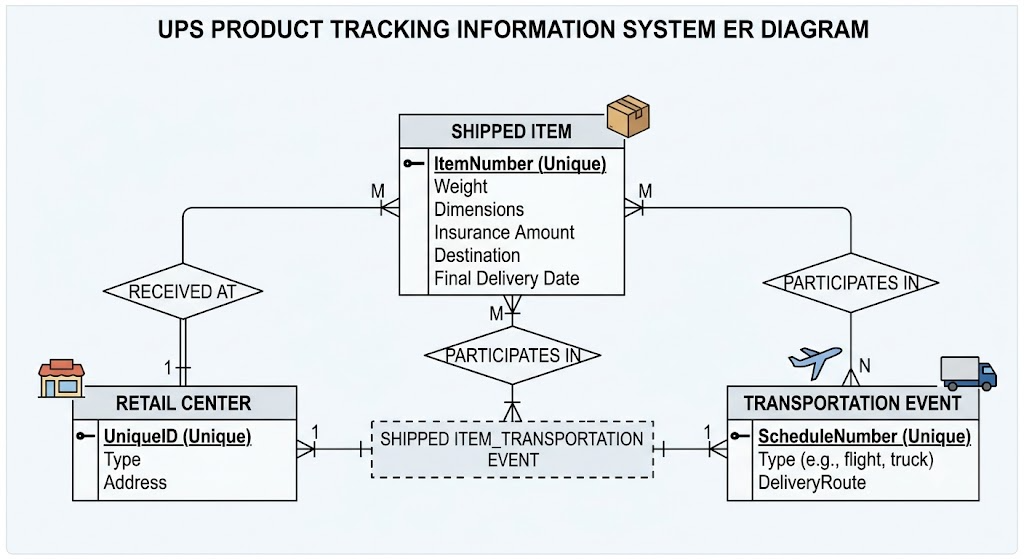 UPS PRODUCT TRACKING INFORMATION SYSTEM ER DIAGRAM
SHIPPED ITEM
ItemNumber (Unique)
Weight
Dimensions
Insurance Amount
Destination
Final Delivery Date
M
M
M
RECEIVED AT
PARTICIPATES IN
PARTICIPATES IN
1
N
RETAIL CENTER
UniqueID (Unique)
Type
Address
1
SHIPPED ITEM_TRANSPORTATION
EVENT
1
TRANSPORTATION EVENT
ScheduleNumber (Unique)
Type (e.g., flight, truck)
DeliveryRoute